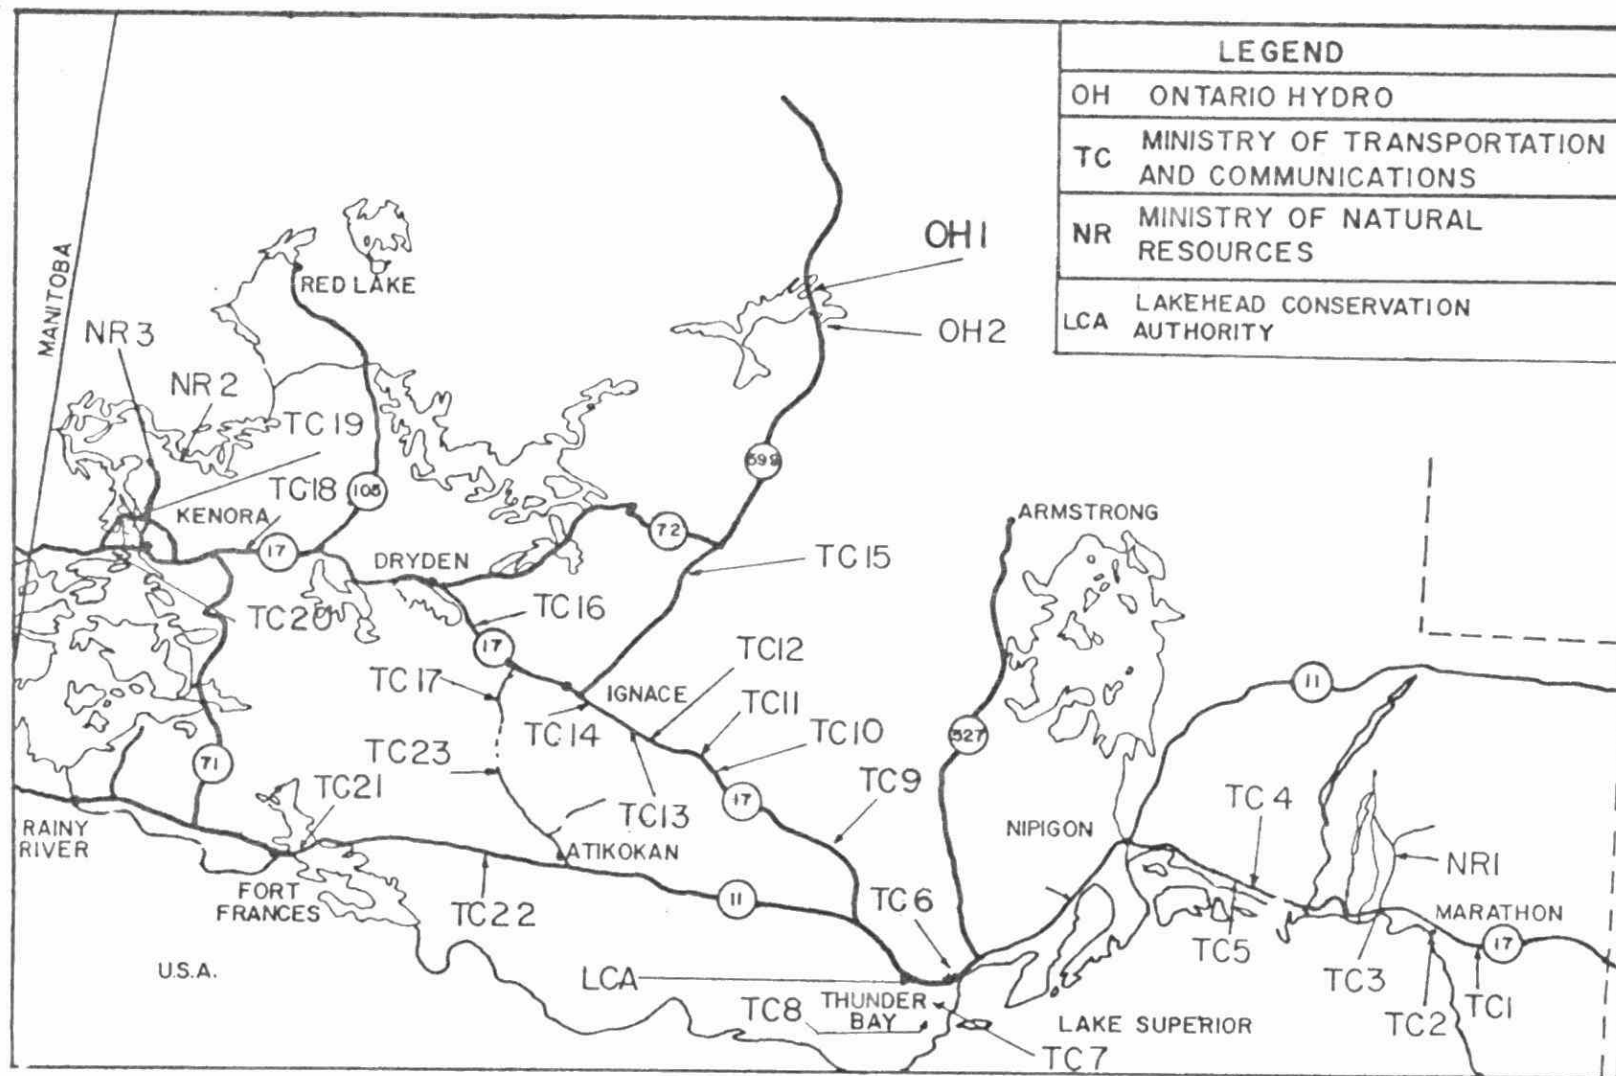 LEGEND
OH ONTARIO HYDRO
TC MINISTRY OF TRANSPORTATION
AND COMMUNICATIONS
NR MINISTRY OF NATURAL
RESOURCES
LCA LAKEHEAD CONSERVATION
AUTHORITY
MANITOBA
OH1
RED LAKE
OH2
NR3
NR2
TC19
599
TC18
105
KENORA
ARMSTRONG
72
17
DRYDEN
TC15
TC20
TC16
17
TC12
TC17
IGNACE
11
TC11
TC14
TC10
527
71
TC23
TC9
TC21
17
TC13
TC4
RAINY
RIVER
NIPIGON
ATIKOKAN
NR1
FORT
FRANCES
11
TC6
TC22
MARATHON
TC5
17
U.S.A.
LCA
TC3
THUNDER
BAY
TC8
TC1
TC2
LAKE SUPERIOR
TC7